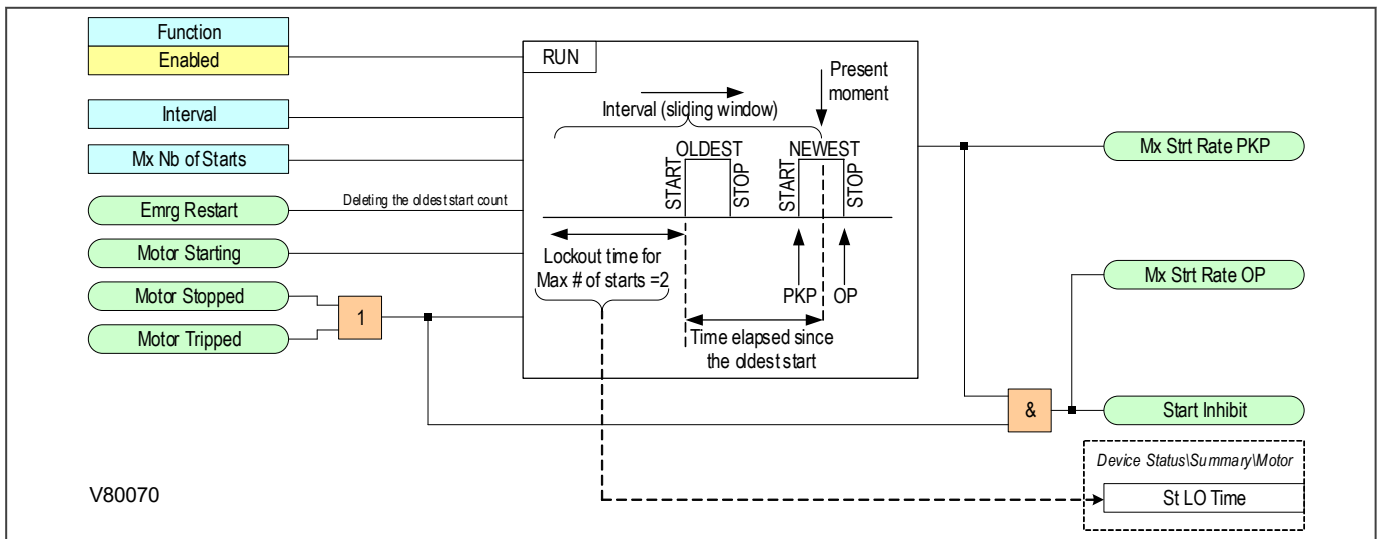 Function
Enabled
Interval
Mx Nb of Starts
Emrg Restart
Deleting the oldest start count
Motor Starting
Motor Stopped
Motor Tripped
1
RUN
Present
moment
Interval (sliding window)
OLDEST
NEWEST
START
STOP
START
STOP
Lockout time for
Max # of starts =2
PKP
OP
Time elapsed since
the oldest start
&
Mx Strt Rate PKP
Mx Strt Rate OP
Start Inhibit
Device Status\Summary\Motor
St LO Time
V80070